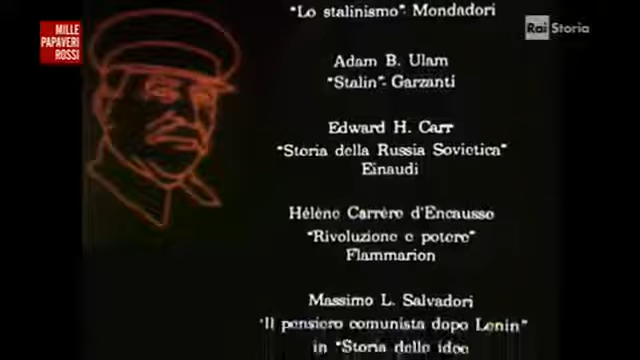 MILLE
PAPAVERI
ROSSI
Rai Storia
"Lo stalinismo"- Mondadori
Adam B. Ulam
"Stalin"- Garzanti
Edward H. Carr
"Storia della Russia Sovietica"
Einaudi
Hélène Carrère d'Encausse
"Rivoluzione e potere"
Flammarion
Massimo L. Salvadori
"Il pensiero comunista dopo Lenin"
in "Storia delle idee